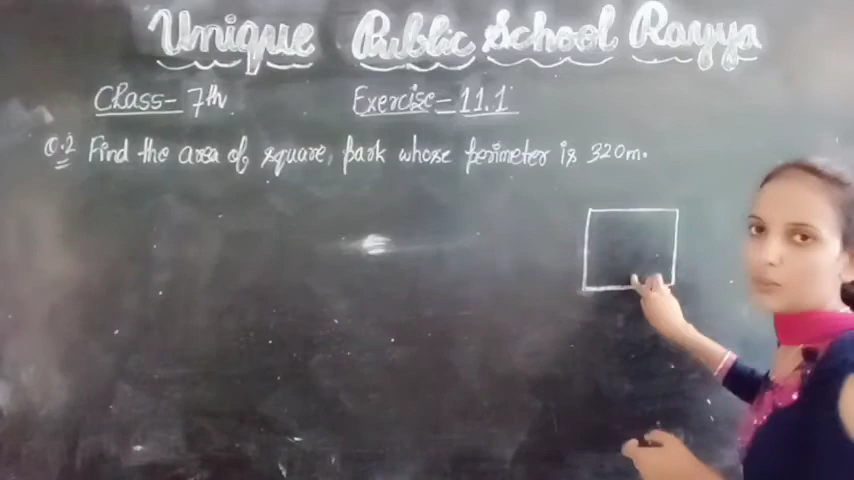 Unique Public School Rayya
Class- 7th Exercise-11.1
Q.2 Find the area of square, park whose perimeter is 320m.